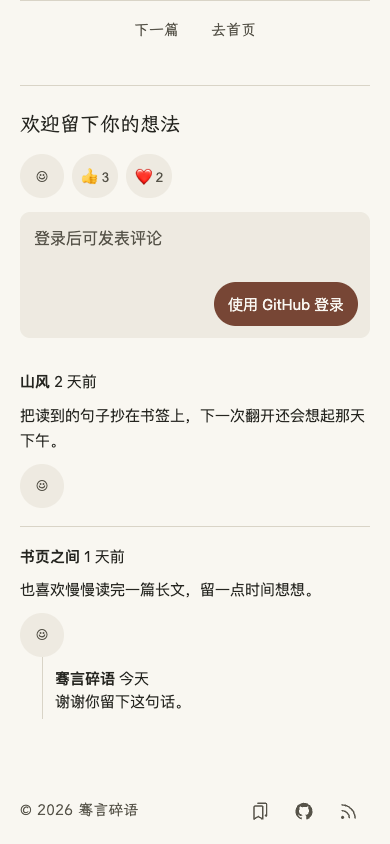 下一篇 去首页
欢迎留下你的想法
👍 3 ❤️ 2
登录后可发表评论
使用 GitHub 登录
山风 2 天前
把读到的句子抄在书签上，下一次翻开还会想起那天
下午。
书页之间 1 天前
也喜欢慢慢读完一篇长文，留一点时间想想。
骞言碎语 今天
谢谢你留下这句话。
© 2026 骞言碎语